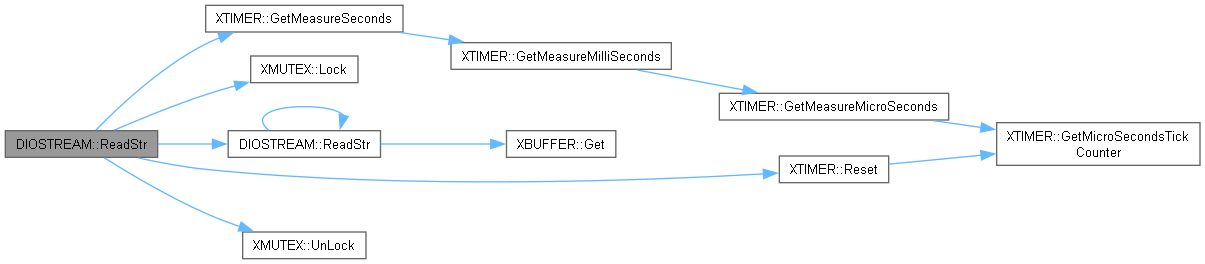 XTIMER::GetMeasureSeconds
XTIMER::GetMeasureMilliSeconds
XMUTEX::Lock
XTIMER::GetMeasureMicroSeconds
DIOSTREAM::ReadStr
DIOSTREAM::ReadStr
XBUFFER::Get
XTIMER::GetMicroSecondsTick
Counter
XTIMER::Reset
XMUTEX::UnLock